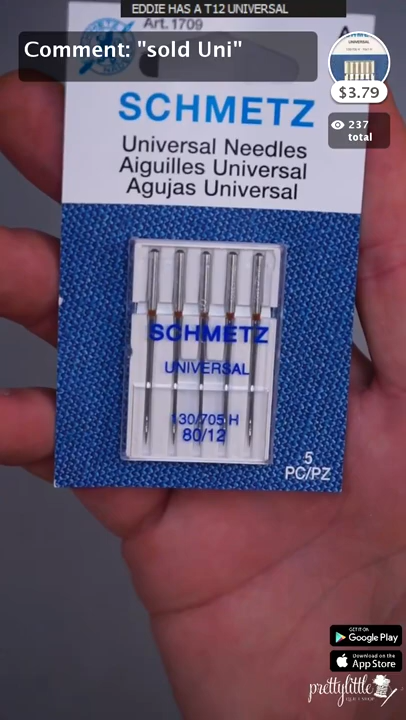 EDDIE HAS A T12 UNIVERSAL
Art.1709
A
Comment: "sold Uni"
UNIVERSAL
$3.79
237
total
SCHMETZ
Universal Needles
Aiguilles Universal
Agujas Universal
SCHMETZ
UNIVERSAL
130/705 H
80/12
5
PC/PZ
GET IT ON
Google Play
Download on the
App Store
prettylittle